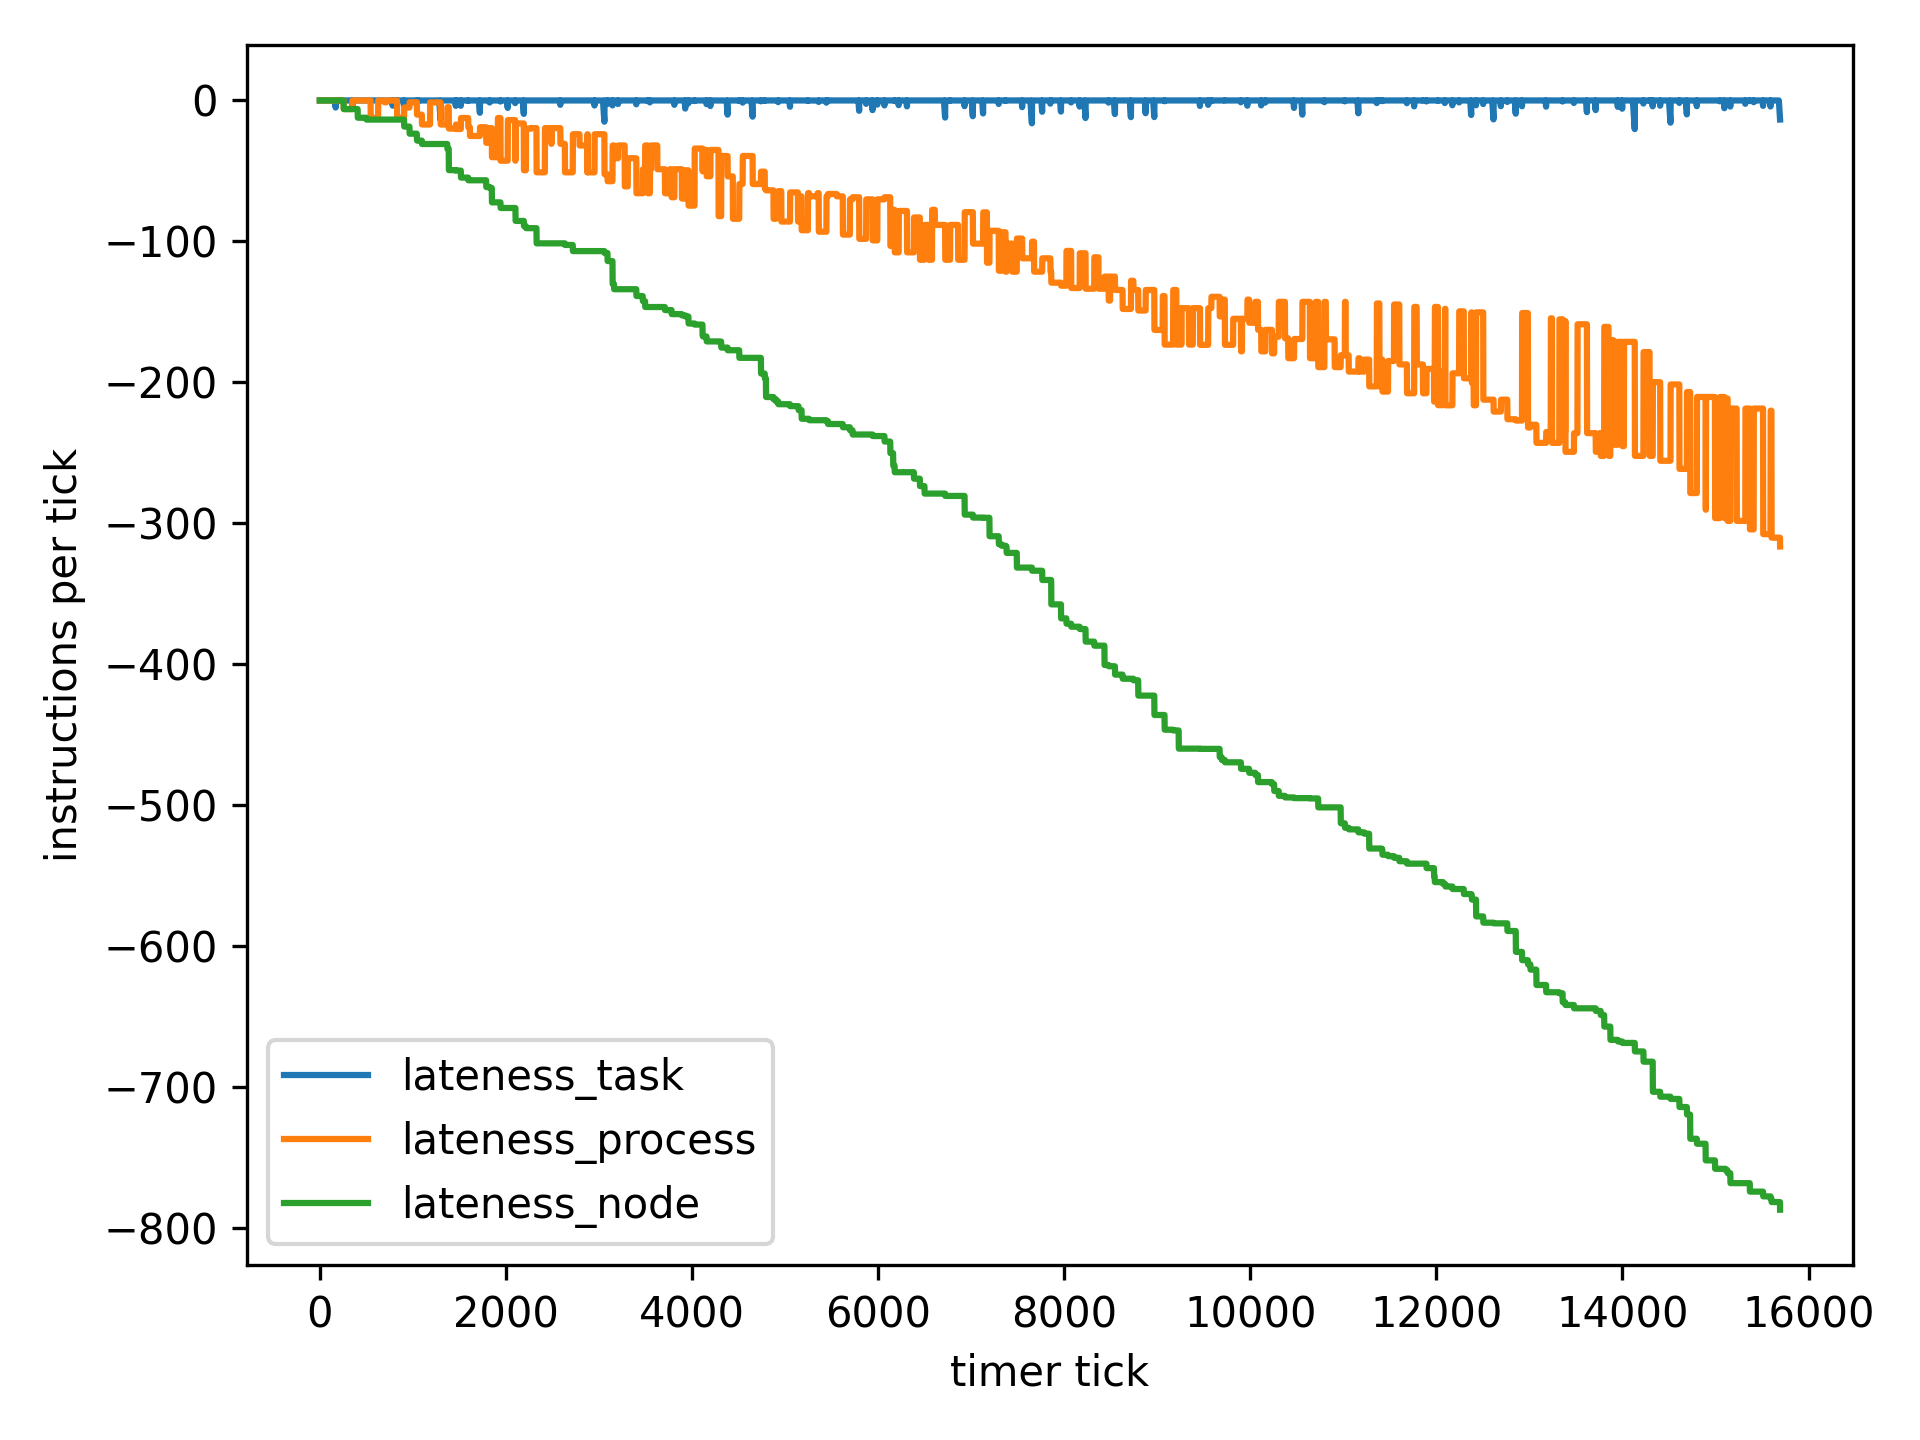 0
−100
−200
−300
−400
−500
−600
−700
−800
instructions per tick
lateness_task
lateness_process
lateness_node
0 2000 4000 6000 8000 10000 12000 14000 16000
timer tick